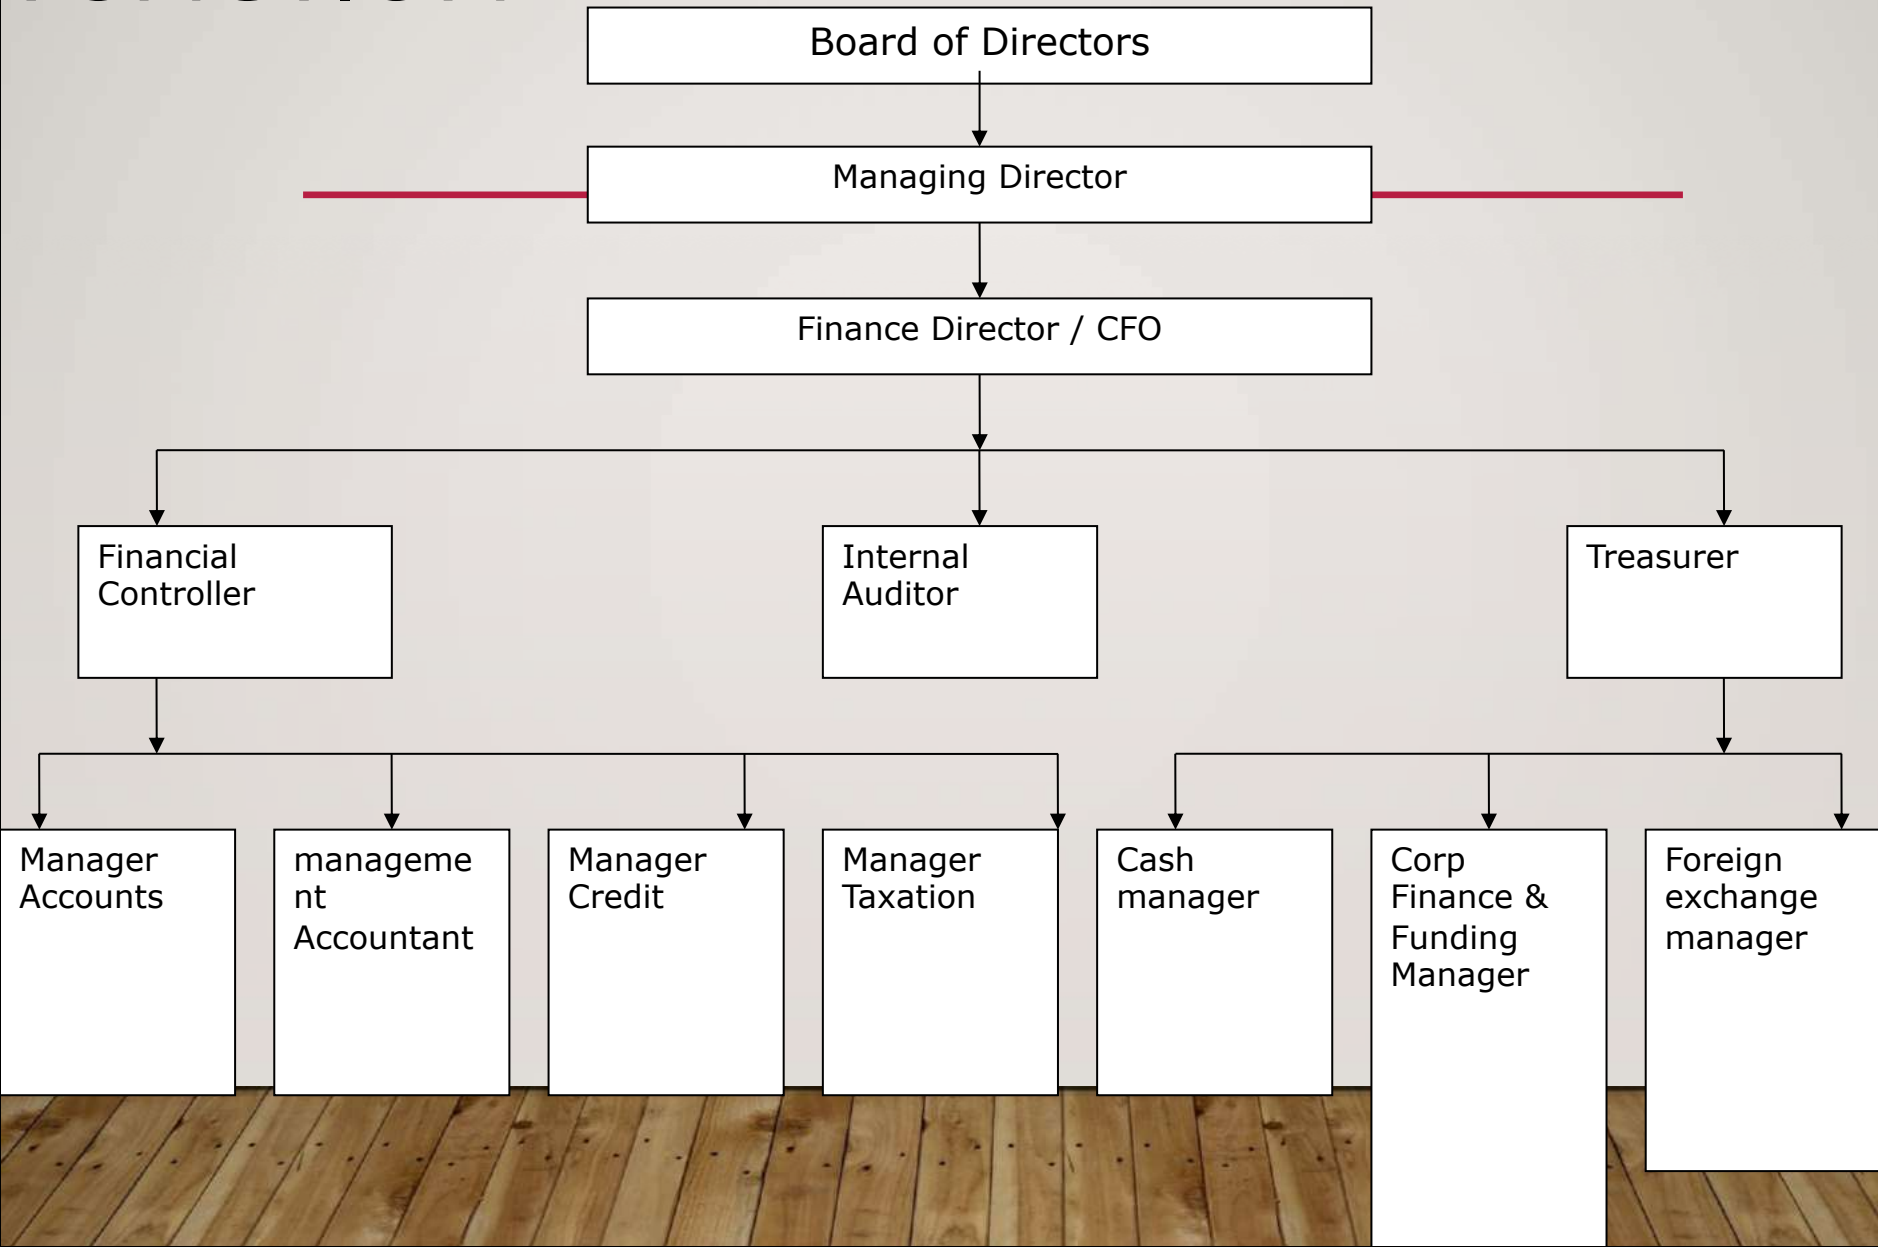 Board of Directors
Managing Director
Finance Director / CFO
Financial
Controller
Internal
Auditor
Treasurer
Manager
Accounts
manageme
nt
Accountant
Manager
Credit
Manager
Taxation
Cash
manager
Corp
Finance &
Funding
Manager
Foreign
exchange
manager